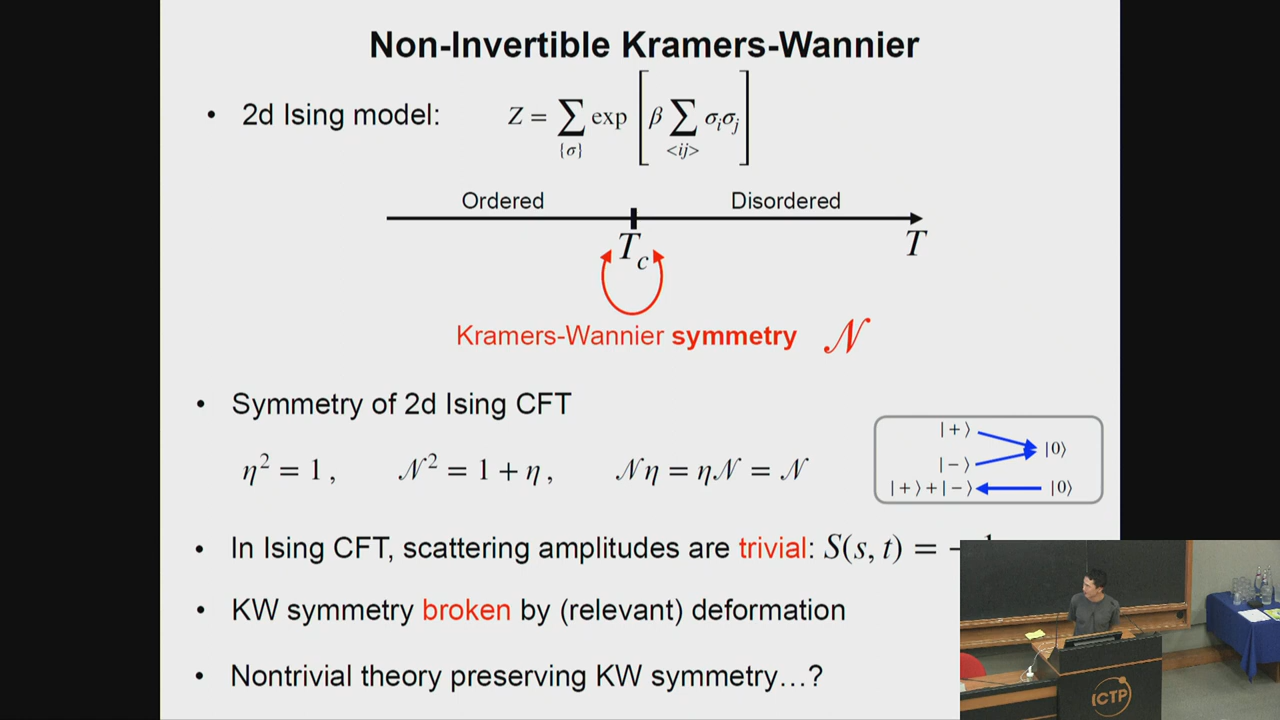 Non-Invertible Kramers-Wannier
• 2d Ising model: Z = ∑_{σ} exp [β ∑_{<ij>} σ_i σ_j]
Ordered Disordered
T_c T
Kramers-Wannier symmetry 𝒩
• Symmetry of 2d Ising CFT
η² = 1 , 𝒩² = 1 + η , 𝒩η = η𝒩 = 𝒩
|+⟩
|0⟩
|−⟩
|+⟩+|−⟩ |0⟩
• In Ising CFT, scattering amplitudes are trivial: S(s, t) =
• KW symmetry broken by (relevant) deformation
• Nontrivial theory preserving KW symmetry…?
ICTP